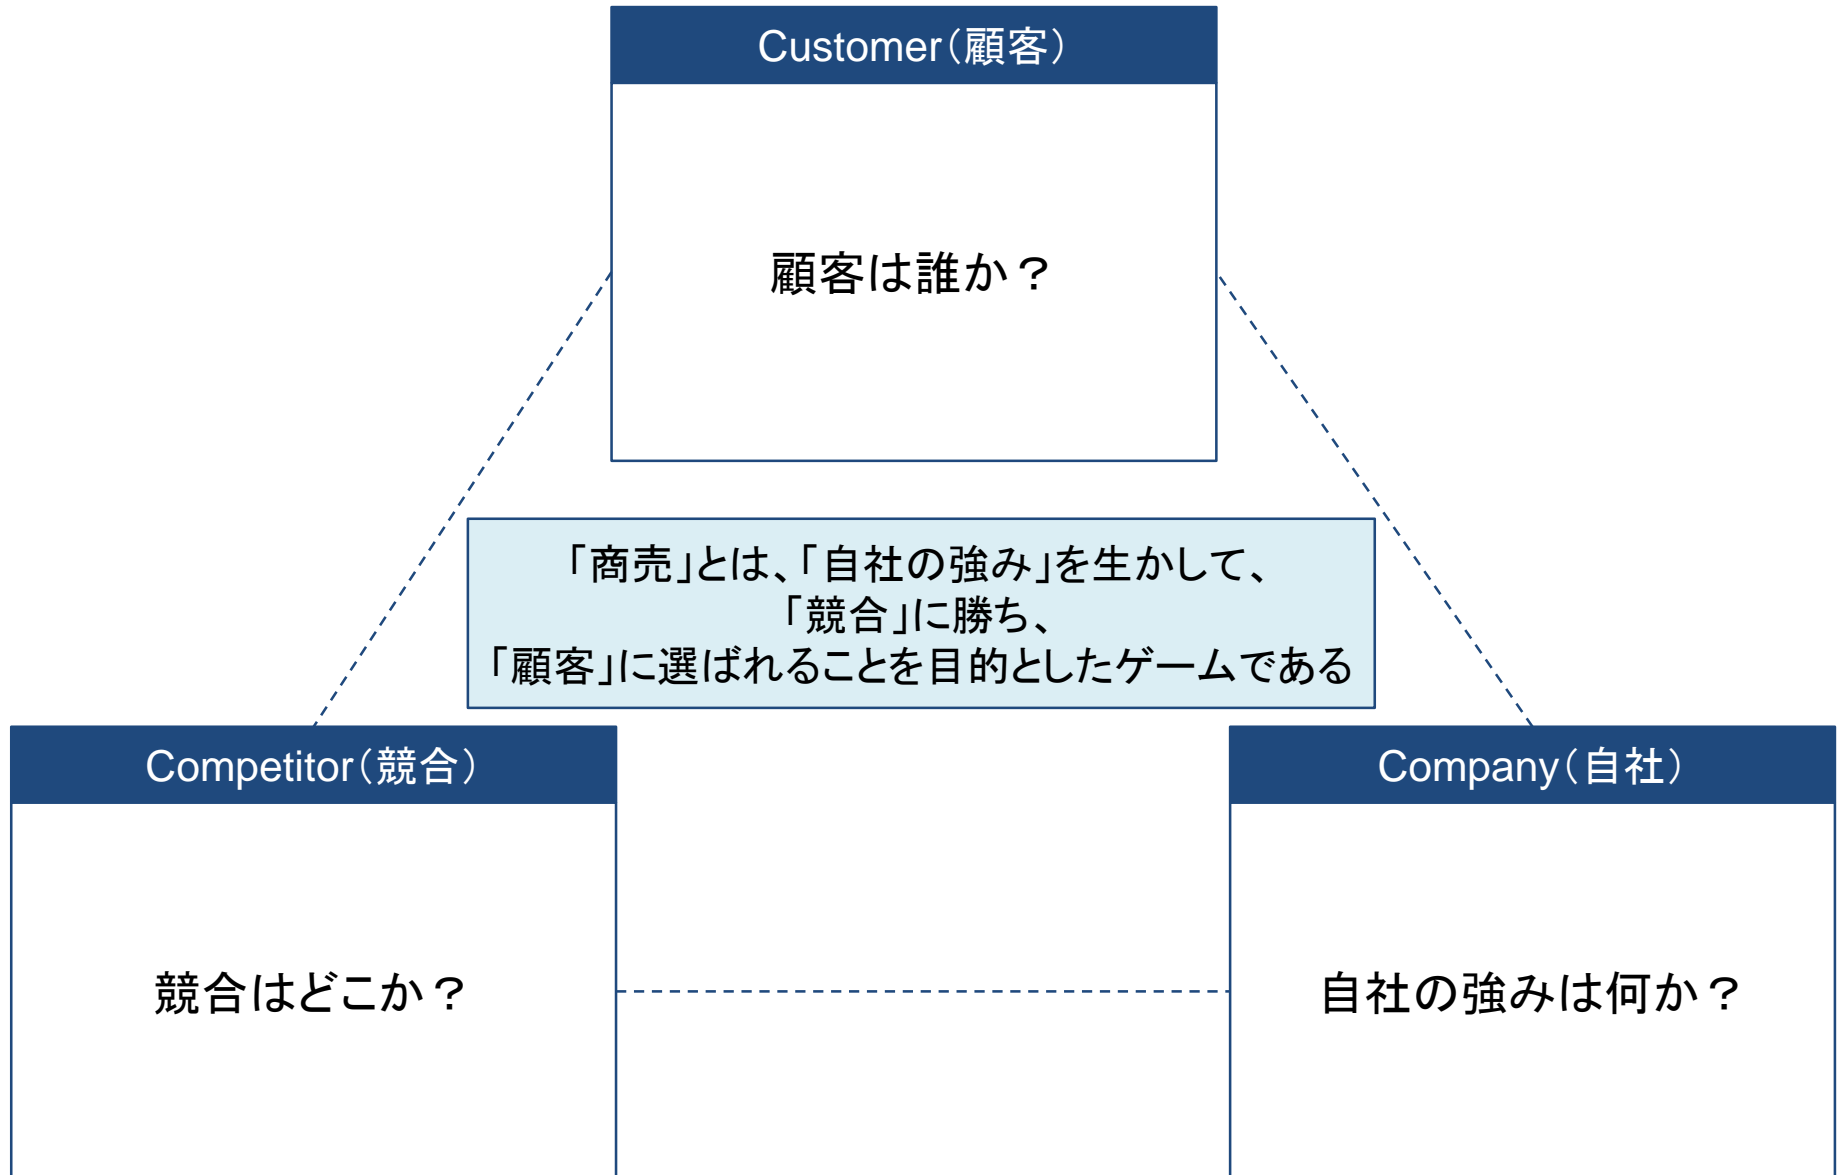 Customer（顧客）
顧客は誰か？
「商売」とは、「自社の強み」を生かして、
「競合」に勝ち、
「顧客」に選ばれることを目的としたゲームである
Competitor（競合）
競合はどこか？
Company（自社）
自社の強みは何か？